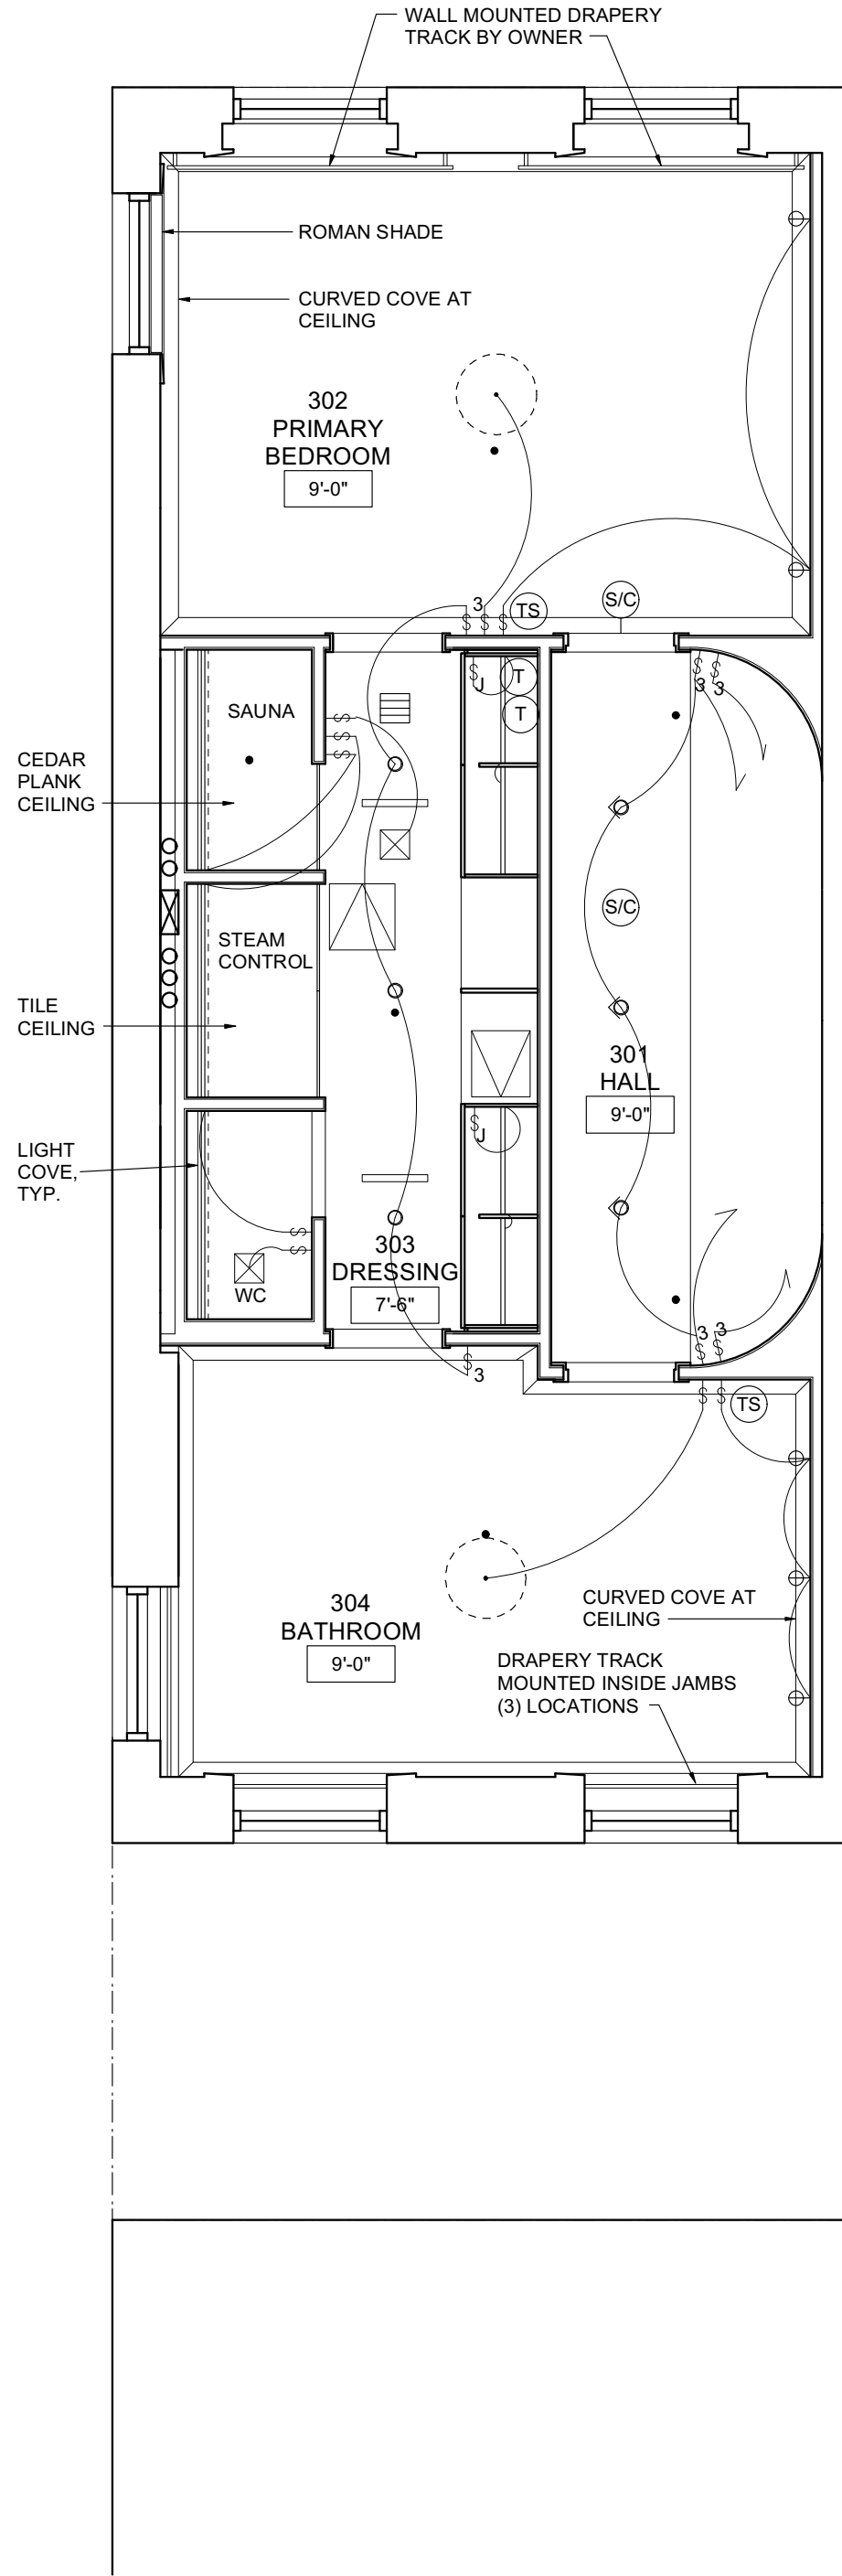 WALL MOUNTED DRAPERY
TRACK BY OWNER
ROMAN SHADE
CURVED COVE AT
CEILING
302
PRIMARY
BEDROOM
9'-0"
3
TS
S/C
$
$
$
SAUNA
$
$
$
$
J
T
T
$
3
$
3
CEDAR
PLANK
CEILING
S/C
STEAM
CONTROL
TILE
CEILING
301
HALL
9'-0"
$
J
LIGHT
COVE,
TYP.
$
$
WC
303
DRESSING
7'-6"
3
3
$
$
$
3
$
$
TS
304
BATHROOM
9'-0"
CURVED COVE AT
CEILING
DRAPERY TRACK
MOUNTED INSIDE JAMBS
(3) LOCATIONS